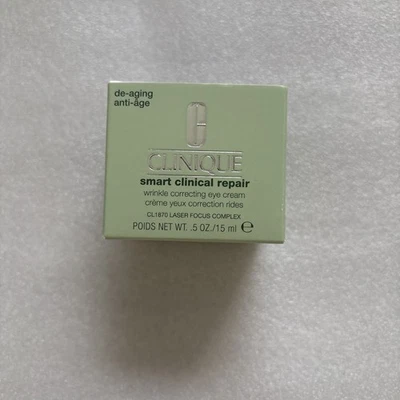 de-aging
anti-âge
CLINIQUE
smart clinical repair
wrinkle correcting eye cream
crème yeux correction rides
CL1870 LASER FOCUS COMPLEX
POIDS NET WT. .5 OZ./15 ml ℮